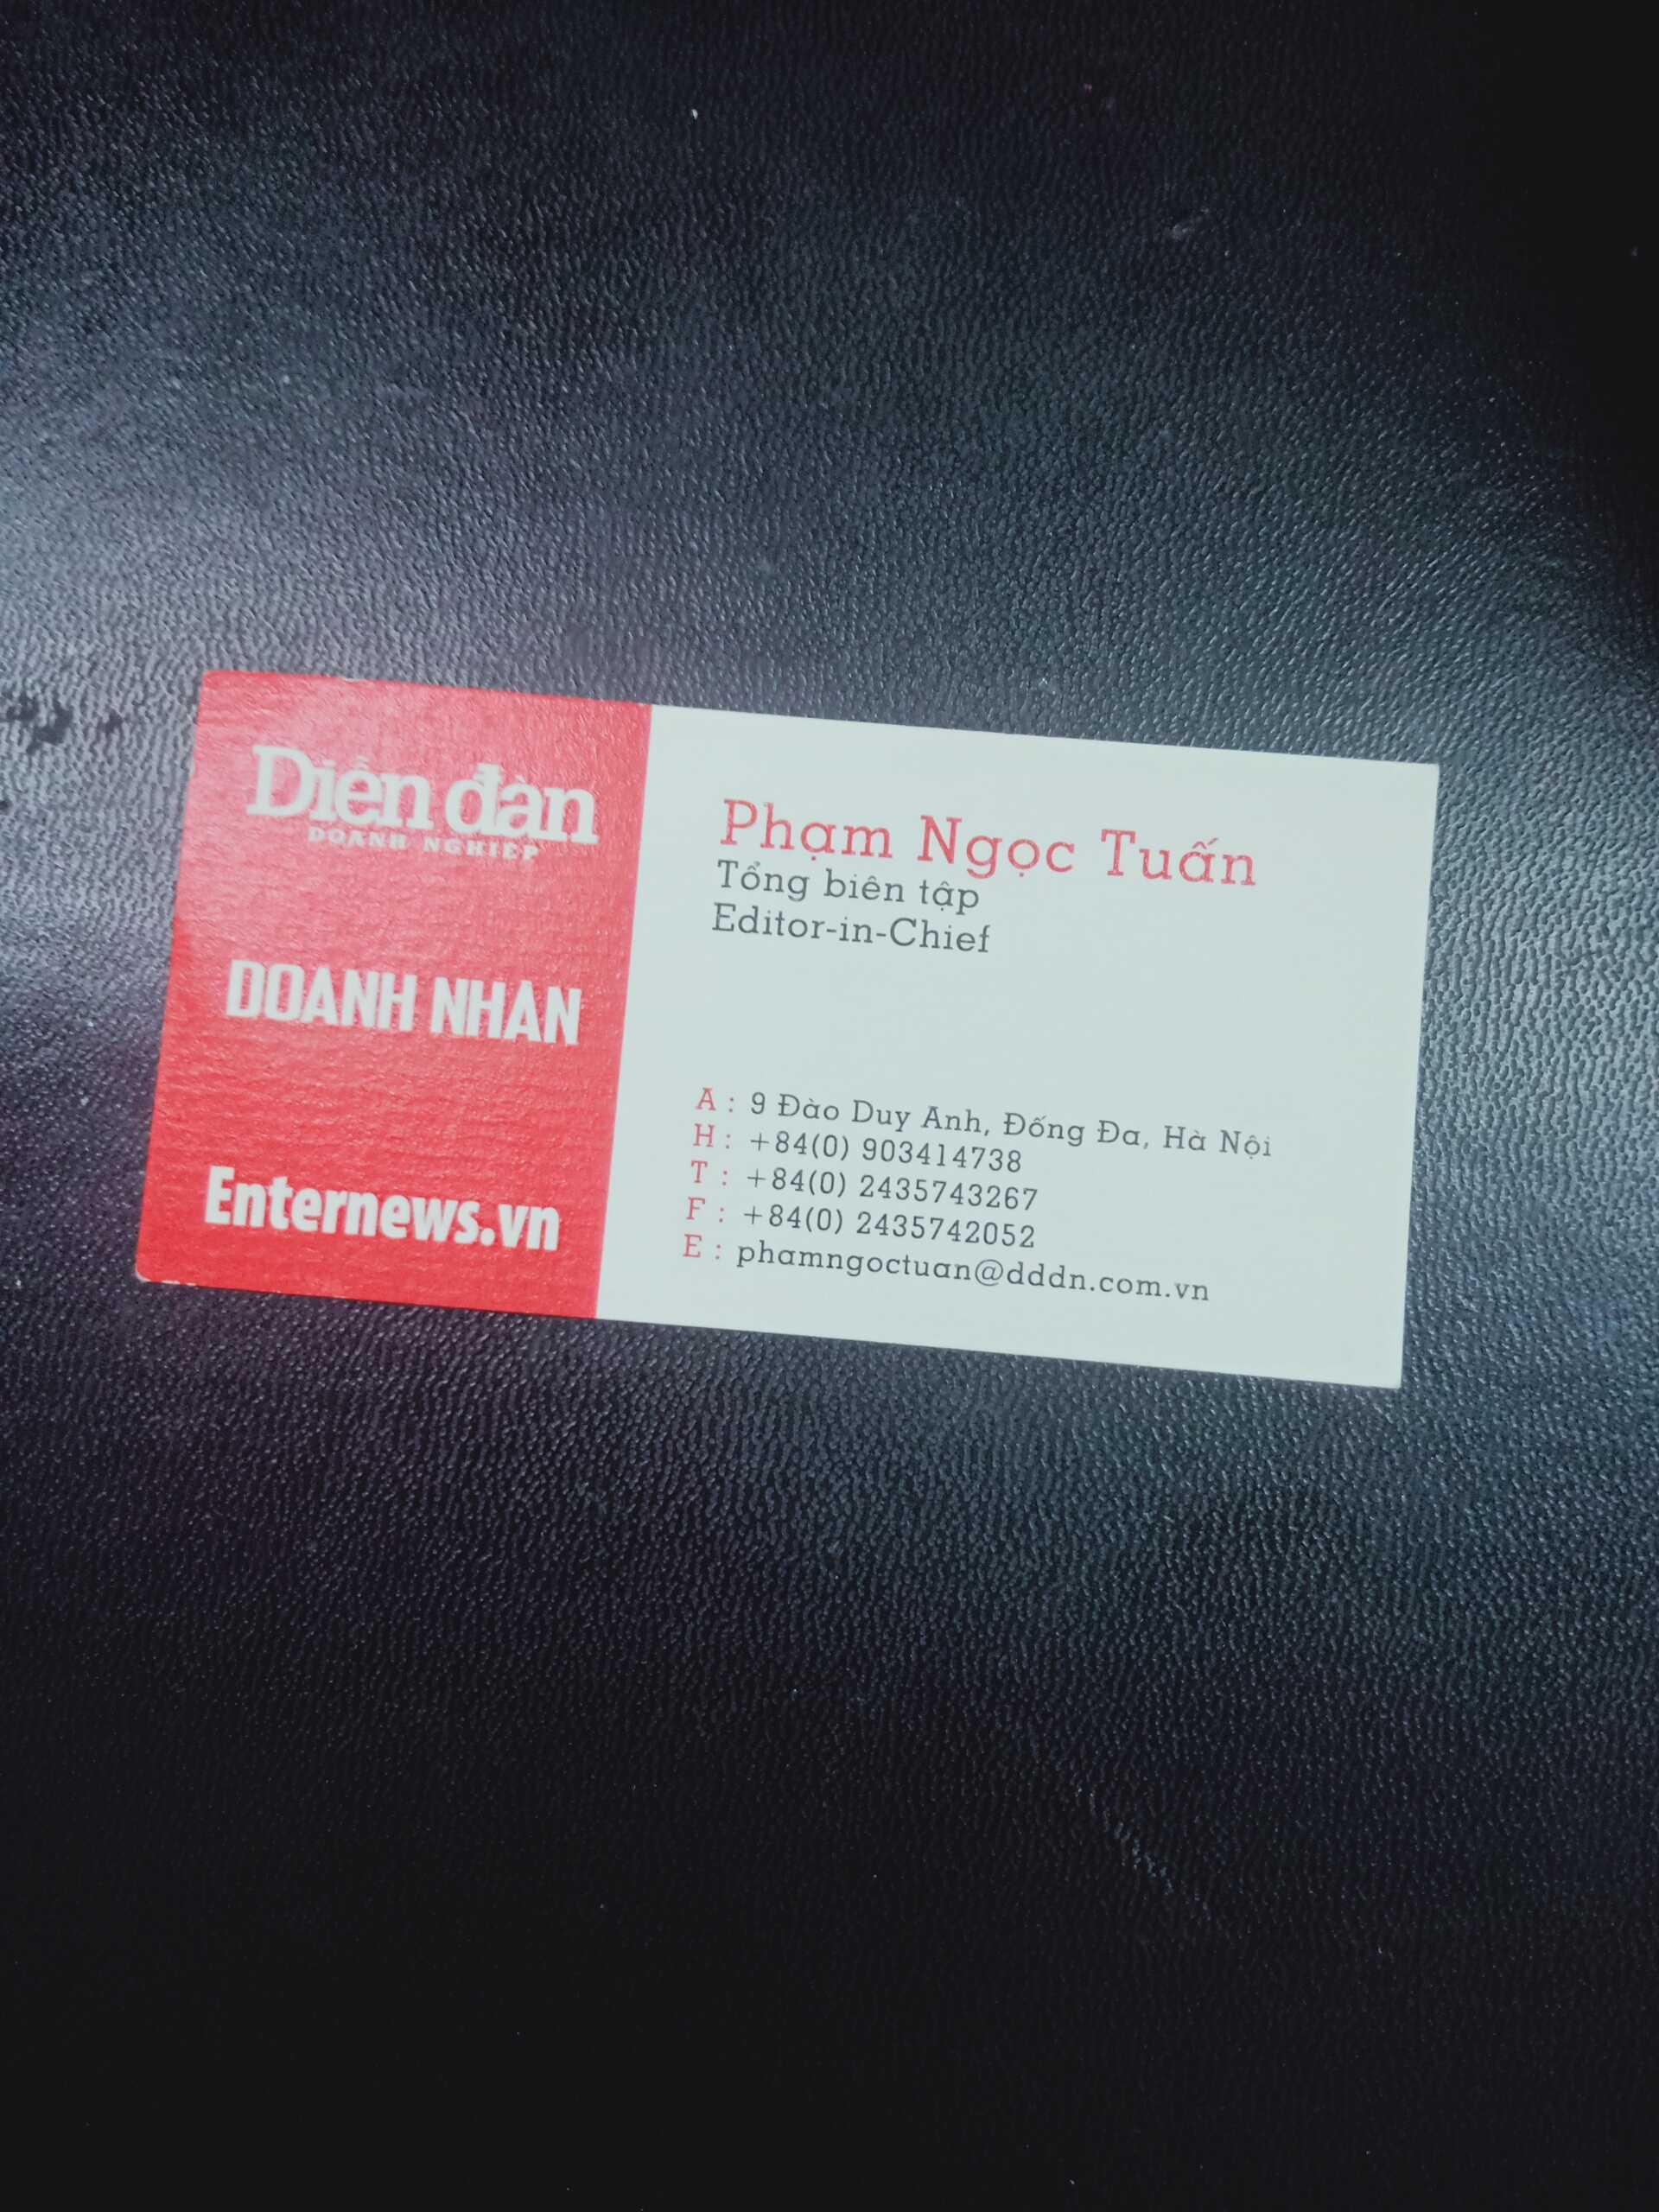 Diễn đàn
DOANH NGHIỆP
DOANH NHAN
Enternews.vn
Phạm Ngọc Tuấn
Tổng biên tập
Editor-in-Chief
A : 9 Đào Duy Anh, Đống Đa, Hà Nội
H : +84(0) 903414738
T : +84(0) 2435743267
F : +84(0) 2435742052
E : phamngoctuan@dddn.com.vn